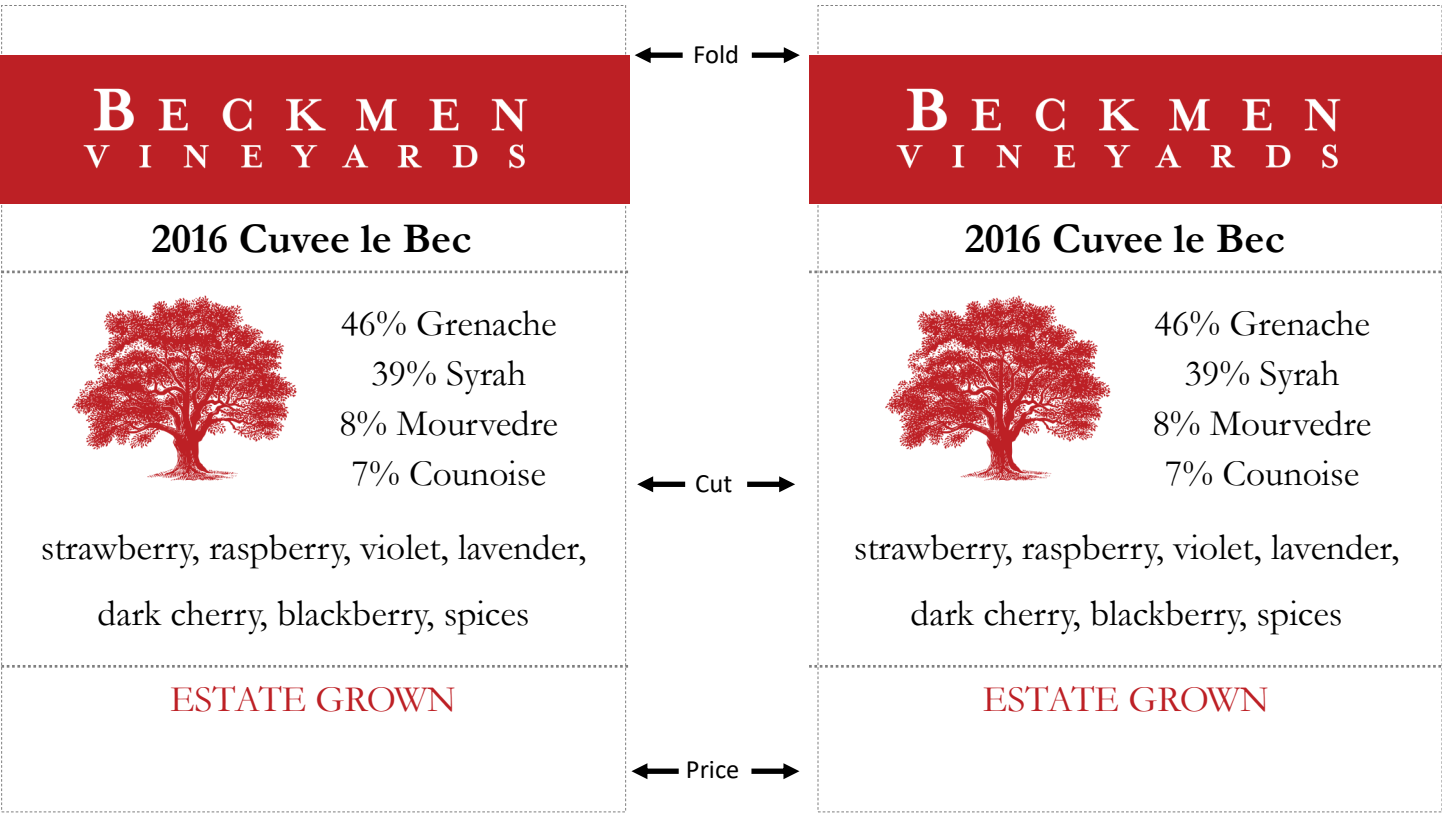 Fold
BECKMEN
VINEYARDS
2016 Cuvee le Bec
46% Grenache
39% Syrah
8% Mourvedre
7% Counoise
strawberry, raspberry, violet, lavender,
dark cherry, blackberry, spices
ESTATE GROWN
Cut
Price
BECKMEN
VINEYARDS
2016 Cuvee le Bec
46% Grenache
39% Syrah
8% Mourvedre
7% Counoise
strawberry, raspberry, violet, lavender,
dark cherry, blackberry, spices
ESTATE GROWN